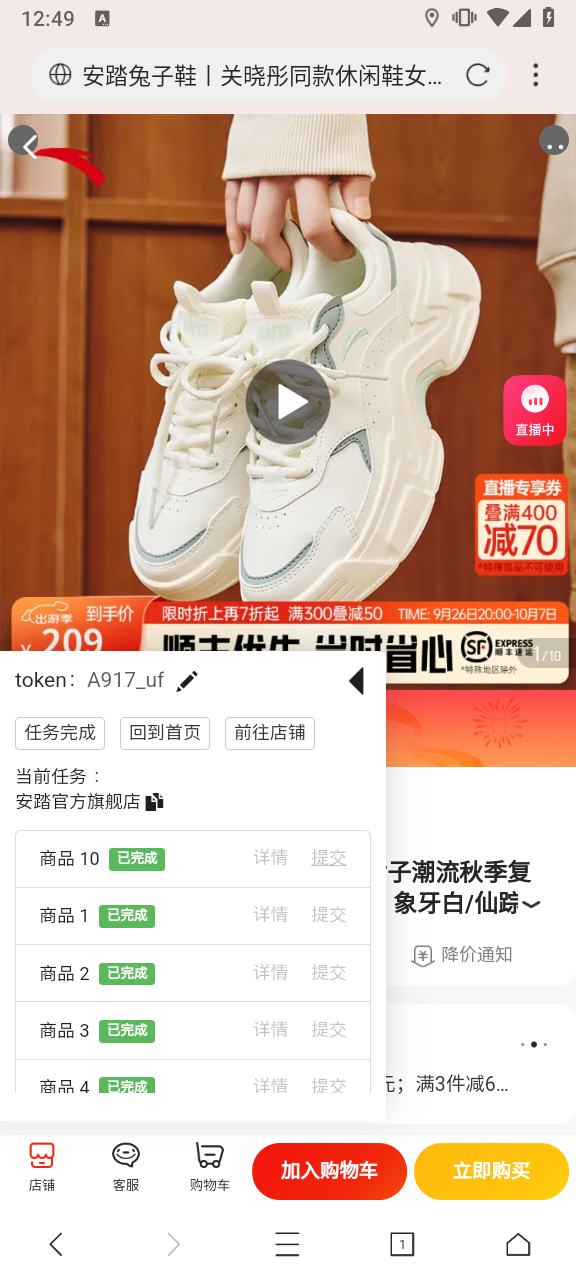 12:49
A
安踏兔子鞋丨关晓彤同款休闲鞋女...
ANTA
ANTA
直播中
直播专享券
叠满400
减70
*特殊商品不可使用
出游季 到手价
限时折上再7折起 满300叠减50 TIME: 9月26日20:00-10月7日
¥209
SF EXPRESS
顺丰速运
*特殊地区除外
1/10
token: A917_uf
任务完成 回到首页 前往店铺
当前任务：
安踏官方旗舰店
商品 10 已完成 详情 提交
商品 1 已完成 详情 提交
商品 2 已完成 详情 提交
商品 3 已完成 详情 提交
商品 4 已完成 详情 提交
子潮流秋季复
象牙白/仙踪
降价通知
元；满3件减6...
店铺 客服 购物车 加入购物车 立即购买
1